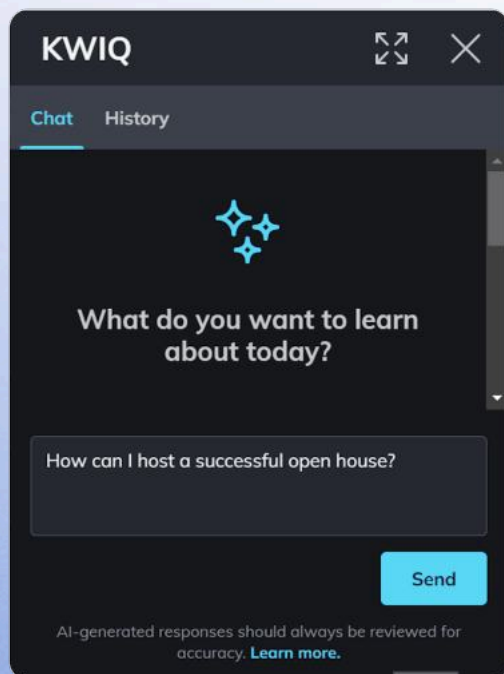 KWIQ
Chat History
What do you want to learn
about today?
How can I host a successful open house?
Send
AI-generated responses should always be reviewed for
accuracy. Learn more.